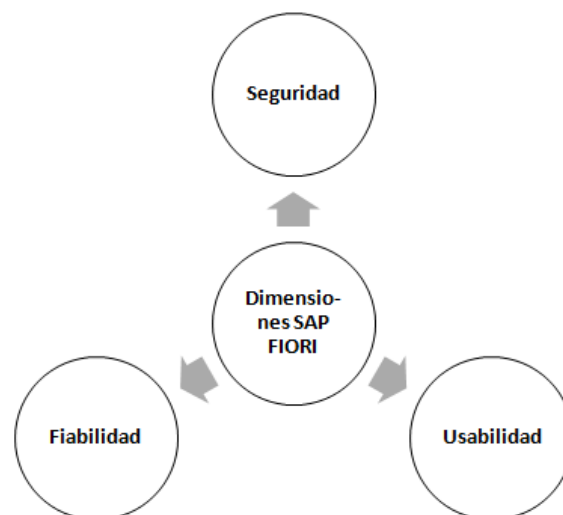 Seguridad
Dimensio-
nes SAP
FIORI
Fiabilidad
Usabilidad